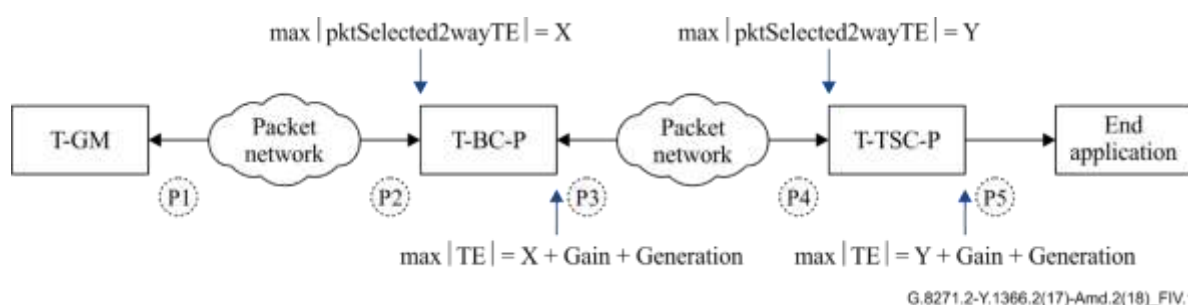 max |pktSelected2wayTE| = X
max |pktSelected2wayTE| = Y
T-GM
Packet
network
T-BC-P
Packet
network
T-TSC-P
End
application
P1
P2
P3
P4
P5
max |TE| = X + Gain + Generation
max |TE| = Y + Gain + Generation
G.8271.2-Y.1366.2(17)-Amd.2(18)_FIV.